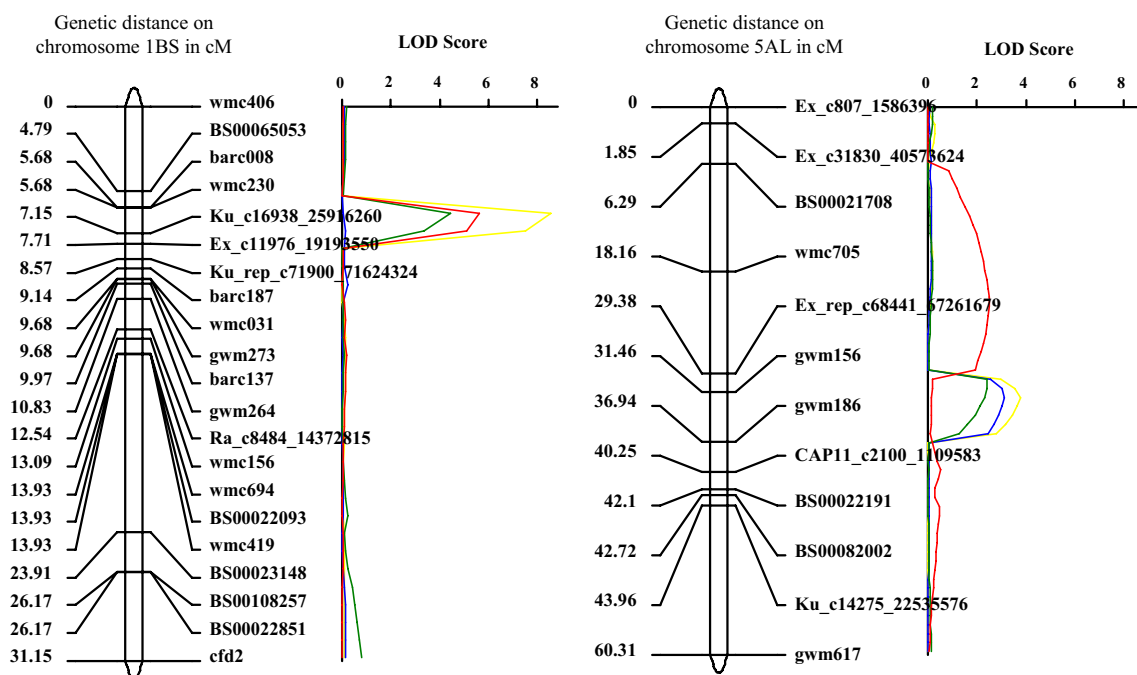 Genetic distance on
chromosome 1BS in cM
LOD Score
0 2 4 6 8
0 wmc406
4.79 BS00065053
5.68 barc008
5.68 wmc230
7.15 Ku_c16938_25916260
7.71 Ex_c11976_19193550
8.57 Ku_rep_c71900_71624324
9.14 barc187
9.68 wmc031
9.68 gwm273
9.97 barc137
10.83 gwm264
12.54 Ra_c8484_14372815
13.09 wmc156
13.93 wmc694
13.93 BS00022093
13.93 wmc419
23.91 BS00023148
26.17 BS00108257
26.17 BS00022851
31.15 cfd2
Genetic distance on
chromosome 5AL in cM
LOD Score
0 2 4 6 8
0 Ex_c807_1586396
1.85 Ex_c31830_40573624
6.29 BS00021708
18.16 wmc705
29.38 Ex_rep_c68441_67261679
31.46 gwm156
36.94 gwm186
40.25 CAP11_c2100_1109583
42.1 BS00022191
42.72 BS00082002
43.96 Ku_c14275_22535576
60.31 gwm617